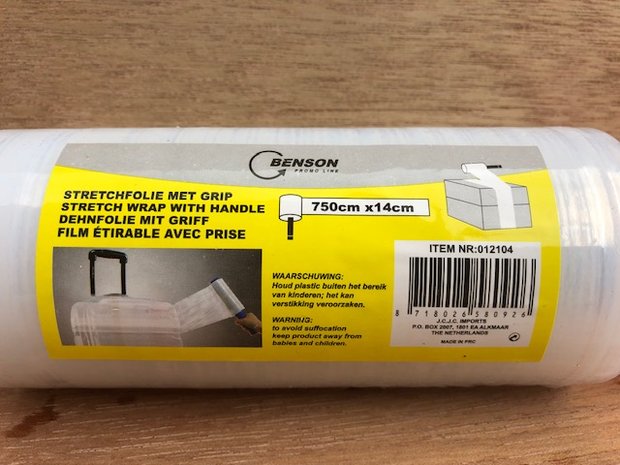 BENSON
PROMO LINE
STRETCHFOLIE MET GRIP
STRETCH WRAP WITH HANDLE
DEHNFOLIE MIT GRIFF
FILM ÉTIRABLE AVEC PRISE
750cm x14cm
WAARSCHUWING:
Houd plastic buiten het bereik
van kinderen; het kan
verstikking veroorzaken.
WARNING:
to avoid suffocation
keep product away from
babies and children.
ITEM NR:012104
8 718026 580926
J.C.J.C. IMPORTS
P.O. BOX 2007, 1801 EA ALKMAAR
THE NETHERLANDS
MADE IN PRC